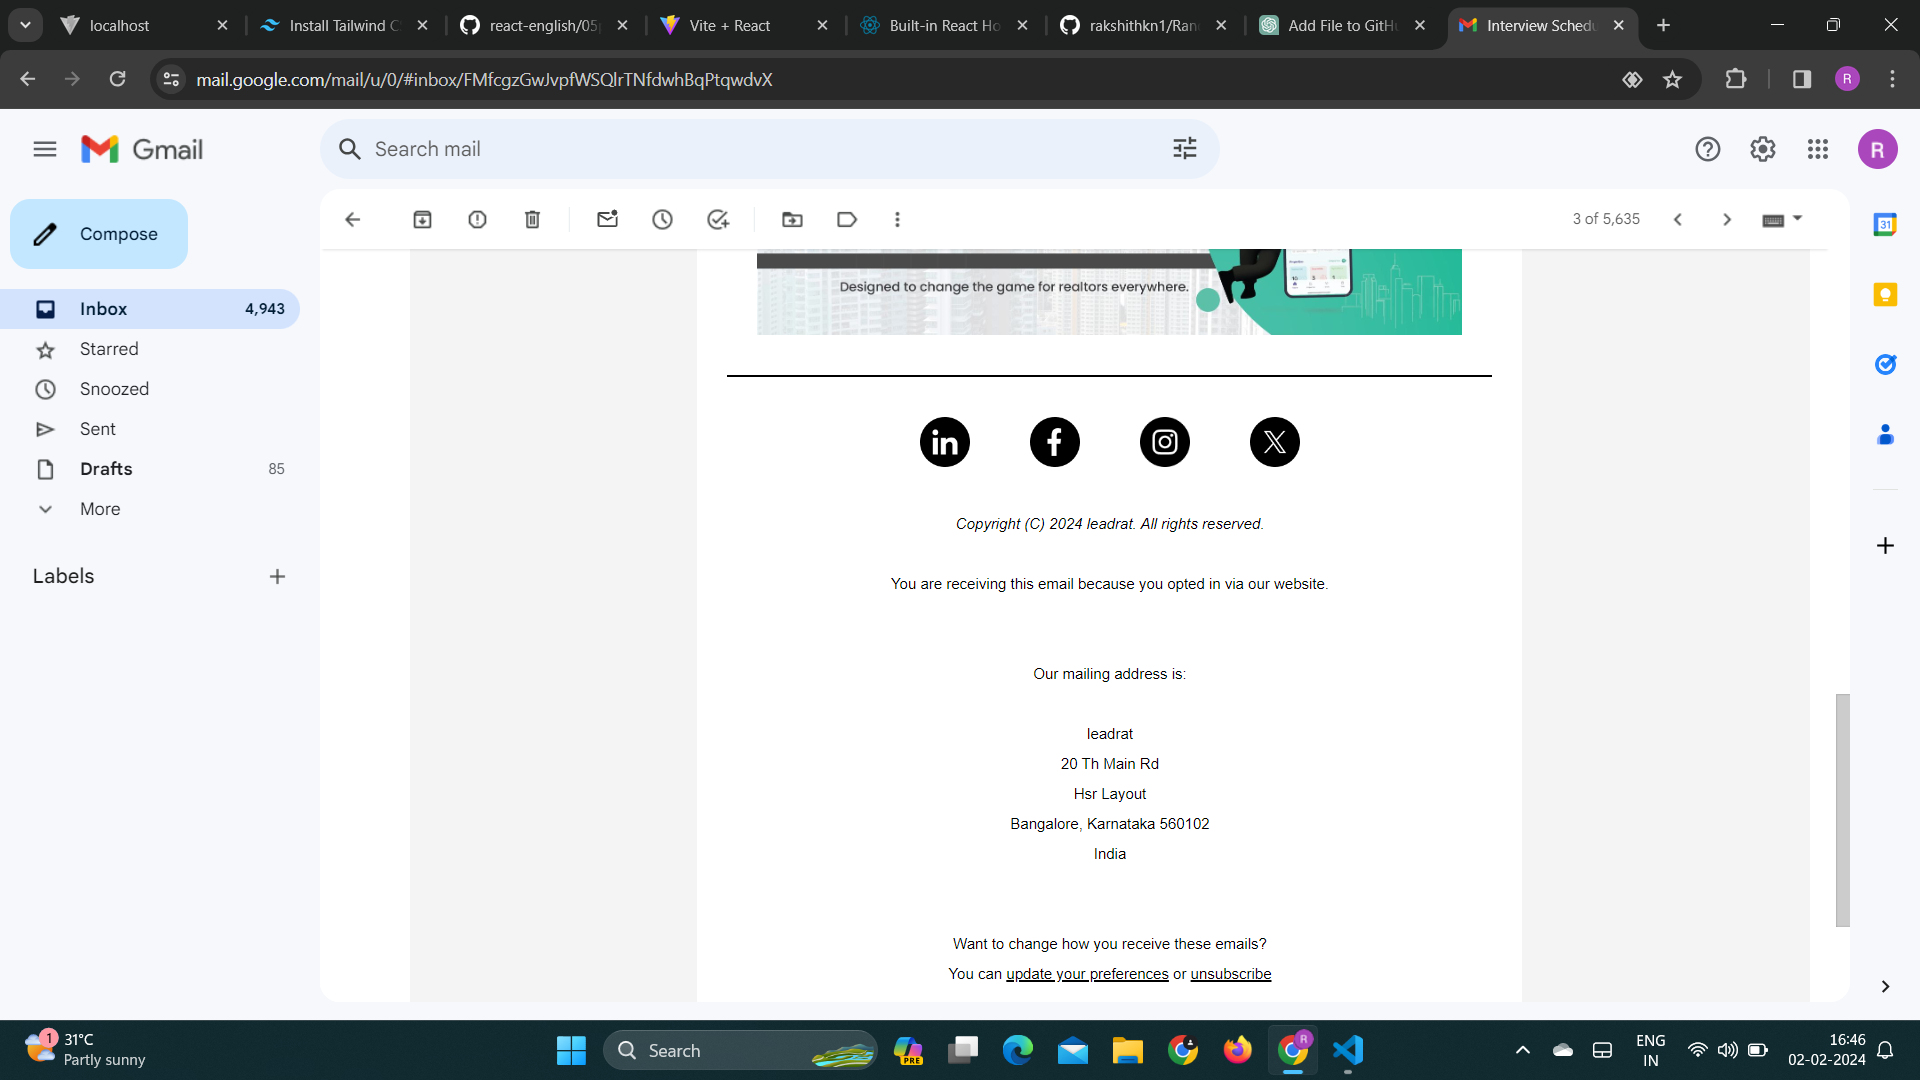 localhost
Install Tailwind C
react-english/05
Vite + React
Built-in React Ho
rakshithkn1/Ran
Add File to GitH
Interview Sched
mail.google.com/mail/u/0/#inbox/FMfcgzGwJvpfWSQlrTNfdwhBqPtqwdvX
R
Gmail
Search mail
R
Compose
3 of 5,635
Inbox 4,943
Starred
Snoozed
Sent
Drafts 85
More
Labels
31
Designed to change the game for realtors everywhere.
in f X
Copyright (C) 2024 leadrat. All rights reserved.
You are receiving this email because you opted in via our website.
Our mailing address is:
leadrat
20 Th Main Rd
Hsr Layout
Bangalore, Karnataka 560102
India
Want to change how you receive these emails?
You can update your preferences or unsubscribe
1
31°C
Partly sunny
Search
PRE
R
ENG
IN
16:46
02-02-2024